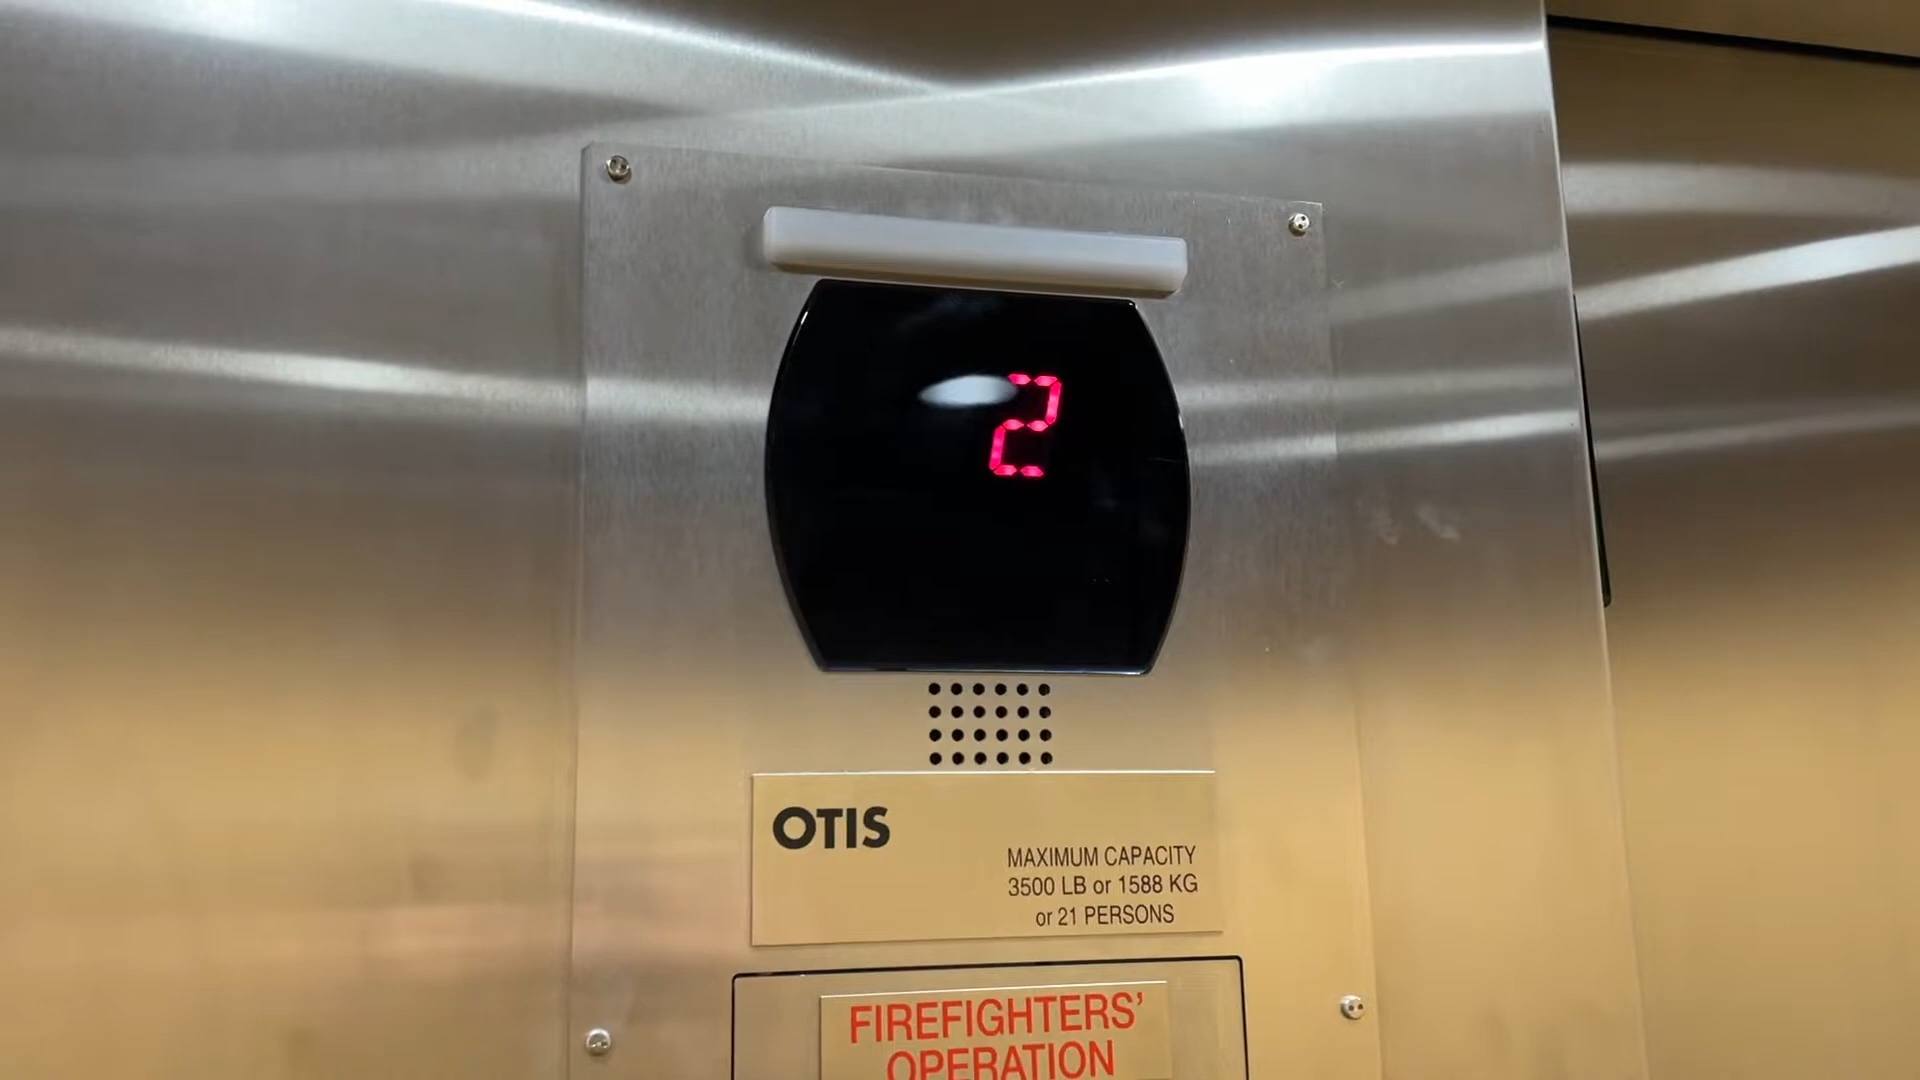 2
OTIS
MAXIMUM CAPACITY
3500 LB or 1588 KG
or 21 PERSONS
FIREFIGHTERS'
OPERATION